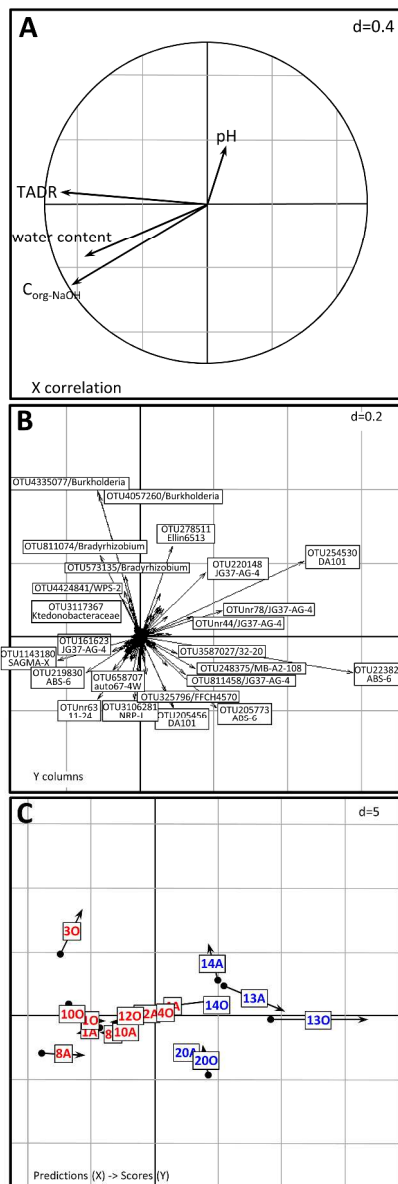 A
d=0.4
pH
TADR
water content
Corg-NaOH
X correlation
B
d=0.2
OTU4335077/Burkholderia
OTU4057260/Burkholderia
OTU278511
Ellin6513
OTU811074/Bradyrhizobium
OTU254530
DA101
OTU573135/Bradyrhizobium
OTU220148
JG37-AG-4
OTU4424841/WPS-2
OTU3117367
Ktedonobacteraceae
OTUnr78/JG37-AG-4
OTUnr44/JG37-AG-4
OTU161623
JG37-AG-4
OTU1143180
SAGMA-X
OTU3587027/32-20
OTU248375/MB-A2-108
OTU22382
ABS-6
OTU219830
ABS-6
OTU658707
auto67-4W
OTU811458/JG37-AG-4
OTU325796/FFCH4570
OTUnr63
11-24
OTU3106281
NRP-J
OTU205456
DA101
OTU205773
ABS-6
Y columns
C
d=5
3O
14A
13A
10O
1O
12O
2A
4O
14O
13O
1A
8
10A
8A
20A
20O
Predictions (X) -> Scores (Y)